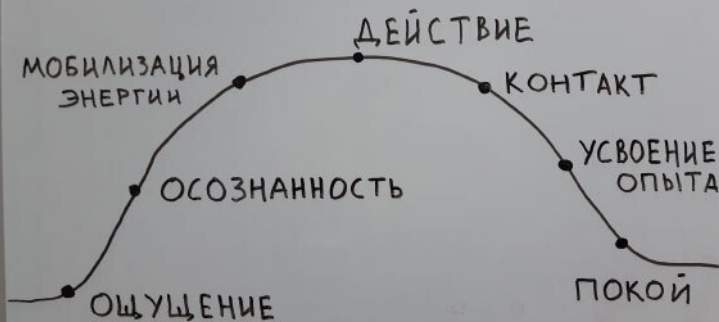 ДЕЙСТВИЕ
МОБИЛИЗАЦИЯ
ЭНЕРГИИ
КОНТАКТ
УСВОЕНИЕ
ОПЫТА
ОСОЗНАННОСТЬ
ПОКОЙ
ОЩУЩЕНИЕ